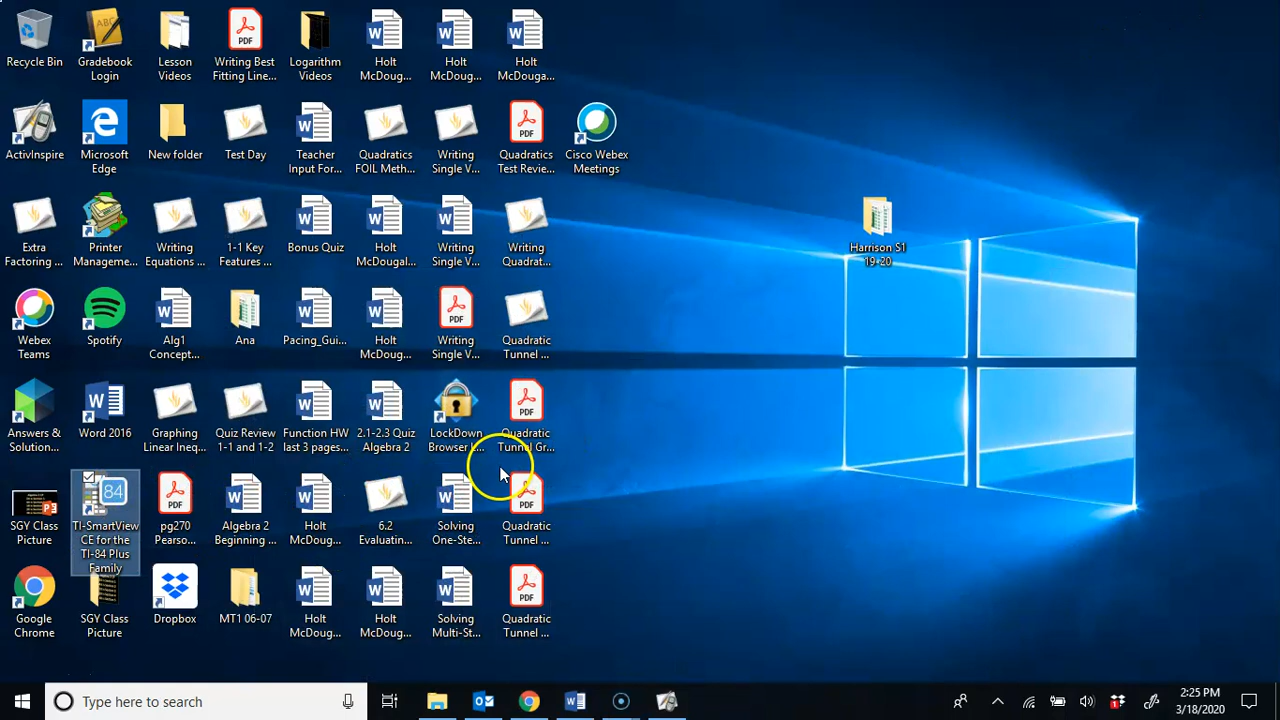 Recycle Bin
Gradebook
Login
Lesson
Videos
Writing Best
Fitting Line...
Logarithm
Videos
Holt
McDoug...
Holt
McDoug...
Holt
McDouga...
ActivInspire
Microsoft
Edge
New folder
Test Day
Teacher
Input For...
Quadratics
FOIL Meth...
Writing
Single V...
Quadratics
Test Revie...
Cisco Webex
Meetings
Extra
Factoring ...
Printer
Manageme...
Writing
Equations ...
1-1 Key
Features ...
Bonus Quiz
Holt
McDougal...
Writing
Single V...
Writing
Quadrat...
Harrison S1
19-20
Webex
Teams
Spotify
Alg1
Concept...
Ana
Pacing_Gui...
Holt
McDoug...
Writing
Single V...
Quadratic
Tunnel ...
Answers &
Solution...
Word 2016
Graphing
Linear Ineq...
Quiz Review
1-1 and 1-2
Function HW
last 3 pages...
2.1-2.3 Quiz
Algebra 2
LockDown
Browser L...
Quadratic
Tunnel Gr...
SGY Class
Picture
84
TI-SmartView
CE for the
TI-84 Plus
Family
pg270
Pearso...
Algebra 2
Beginning ...
Holt
McDoug...
6.2
Evaluatin...
Solving
One-Ste...
Quadratic
Tunnel ...
Google
Chrome
SGY Class
Picture
Dropbox
MT1 06-07
Holt
McDoug...
Holt
McDoug...
Solving
Multi-St...
Quadratic
Tunnel ...
Type here to search
2:25 PM
3/18/2020